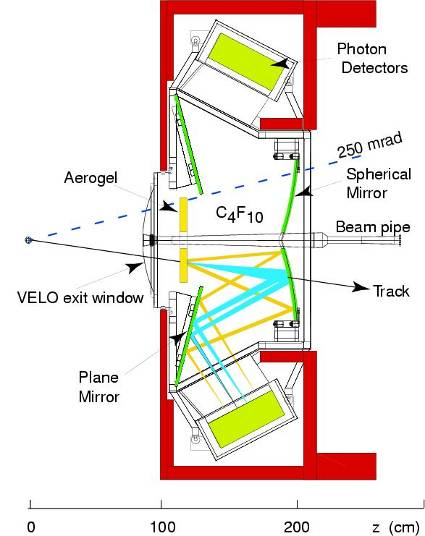 Photon
Detectors
250 mrad
Aerogel
C4F10
Spherical
Mirror
Beam pipe
VELO exit window
Track
Plane
Mirror
0 100 200 z (cm)